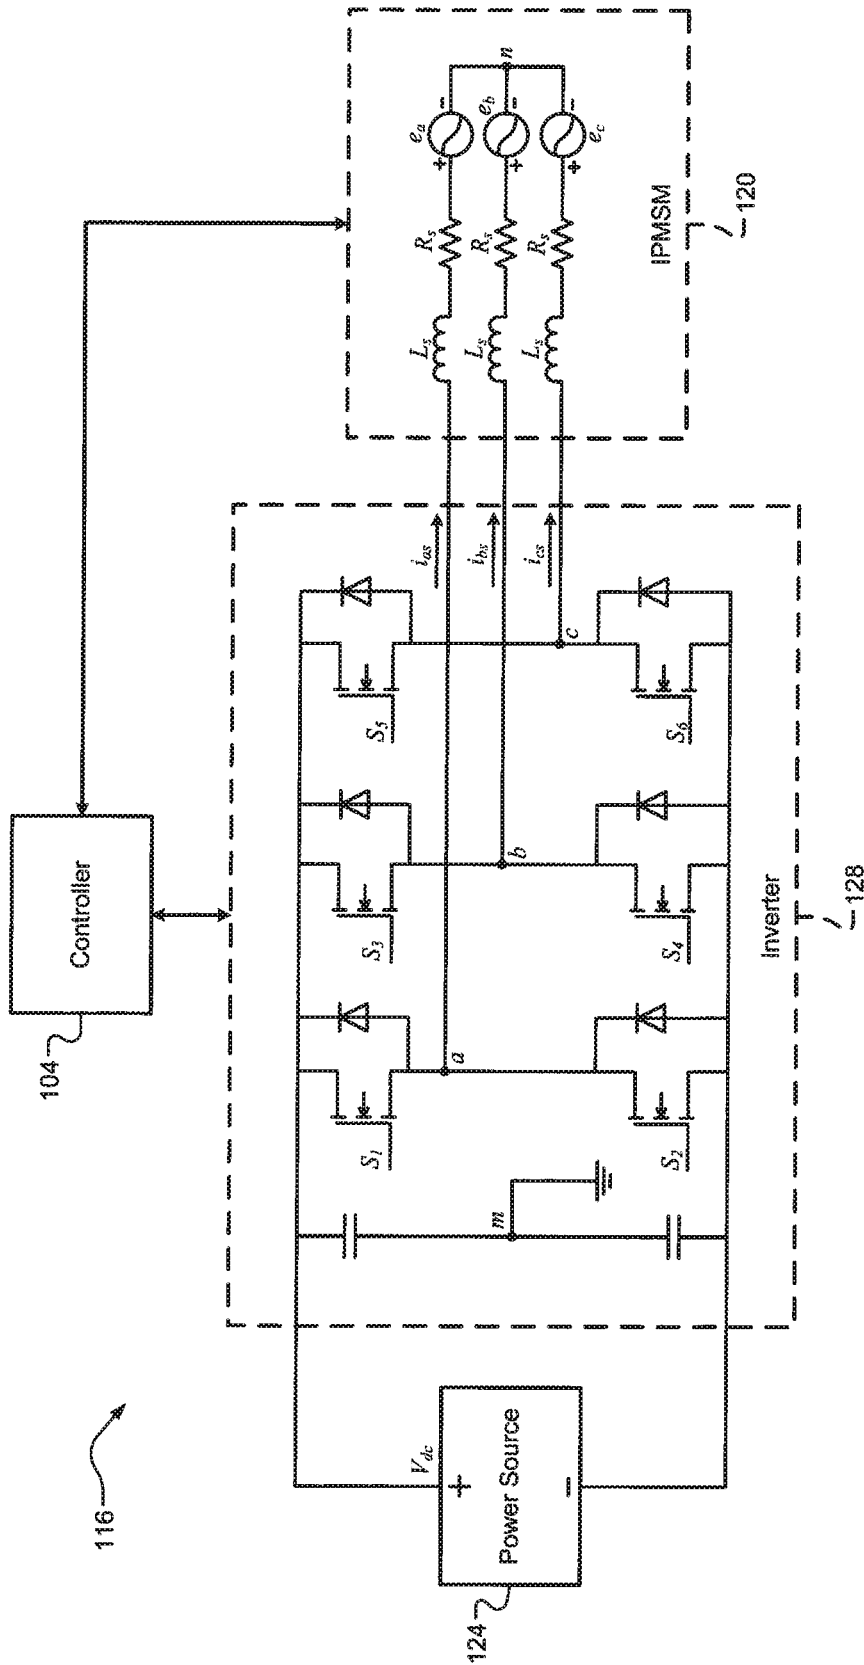 116
104
Controller
124
Power Source
V_dc
+
−
m
S_1
S_2
a
S_3
S_4
b
S_5
S_6
c
i_as
i_bs
i_cs
Inverter
128
L_s
R_s
+
e_a
-
L_s
R_s
+
e_b
-
L_s
R_s
+
e_c
-
n
IPMSM
120